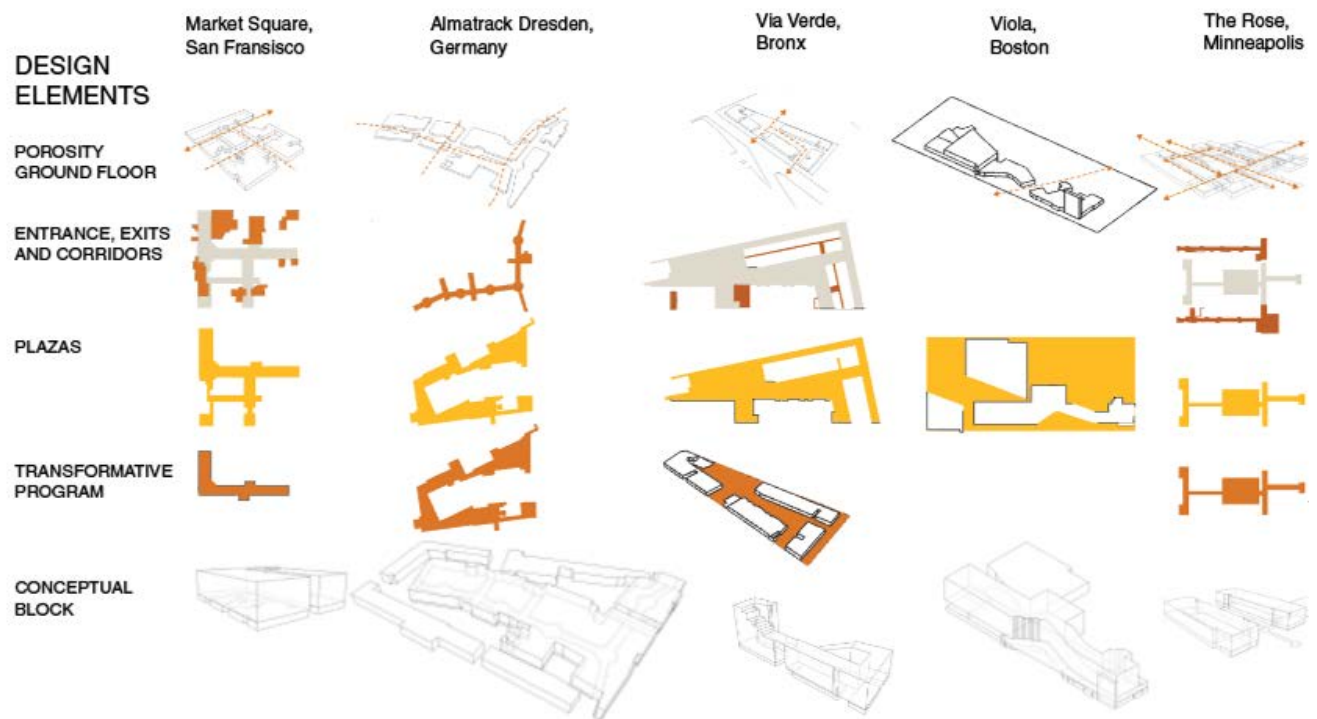 Market Square,
San Fransisco
Almatrack Dresden,
Germany
Via Verde,
Bronx
Viola,
Boston
The Rose,
Minneapolis
DESIGN
ELEMENTS
POROSITY
GROUND FLOOR
ENTRANCE, EXITS
AND CORRIDORS
PLAZAS
TRANSFORMATIVE
PROGRAM
CONCEPTUAL
BLOCK